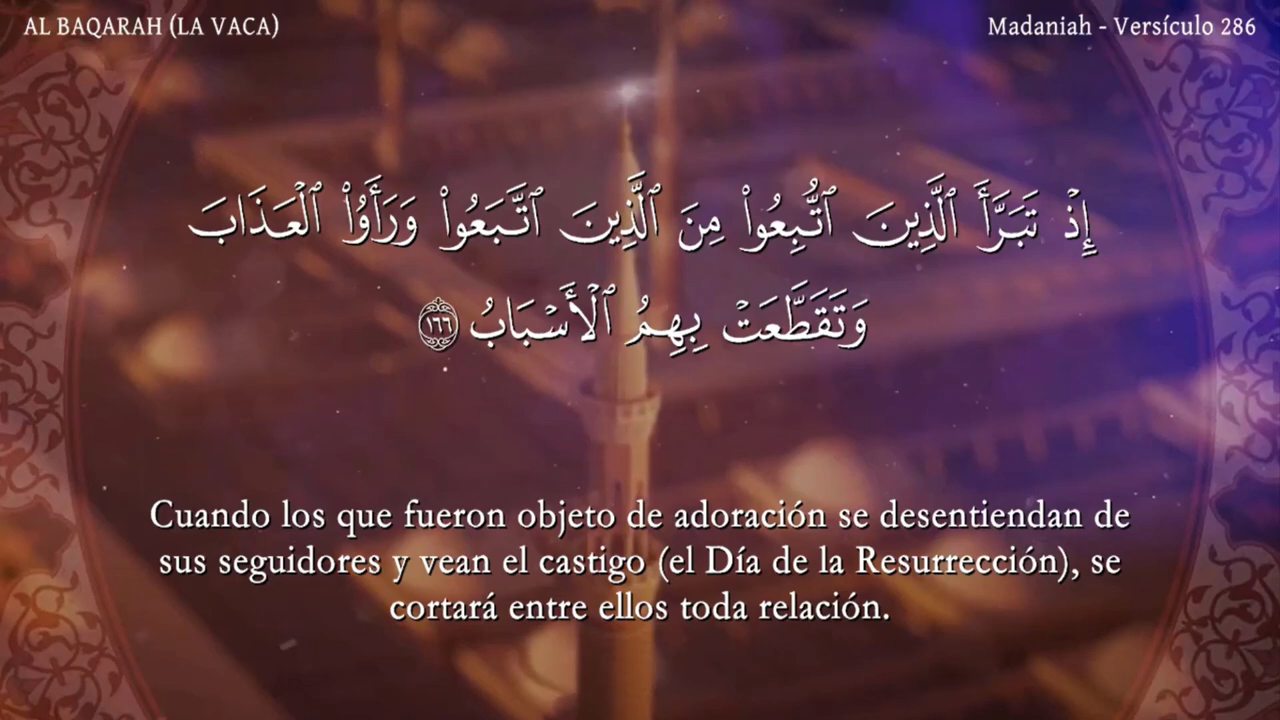 AL BAQARAH (LA VACA)
Madaniah - Versículo 286
إِذۡ تَبَرَّأَ ٱلَّذِينَ ٱتُّبِعُواْ مِنَ ٱلَّذِينَ ٱتَّبَعُواْ وَرَأَوُاْ ٱلۡعَذَابَ
وَتَقَطَّعَتۡ بِهِمُ ٱلۡأَسۡبَابُ ١٦٦
Cuando los que fueron objeto de adoración se desentiendan de
sus seguidores y vean el castigo (el Día de la Resurrección), se
cortará entre ellos toda relación.